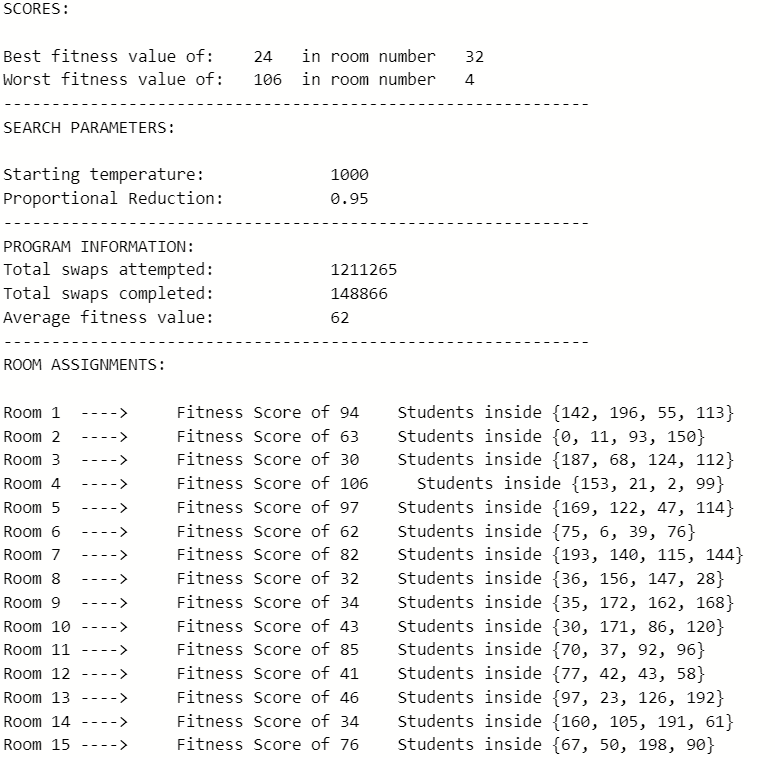 SCORES:
Best fitness value of:    24   in room number   32
Worst fitness value of:   106  in room number   4
-------------------------------------------------------------
SEARCH PARAMETERS:
Starting temperature:             1000
Proportional Reduction:           0.95
-------------------------------------------------------------
PROGRAM INFORMATION:
Total swaps attempted:            1211265
Total swaps completed:            148866
Average fitness value:            62
-------------------------------------------------------------
ROOM ASSIGNMENTS:
Room 1  ---->     Fitness Score of 94    Students inside {142, 196, 55, 113}
Room 2  ---->     Fitness Score of 63    Students inside {0, 11, 93, 150}
Room 3  ---->     Fitness Score of 30    Students inside {187, 68, 124, 112}
Room 4  ---->     Fitness Score of 106     Students inside {153, 21, 2, 99}
Room 5  ---->     Fitness Score of 97    Students inside {169, 122, 47, 114}
Room 6  ---->     Fitness Score of 62    Students inside {75, 6, 39, 76}
Room 7  ---->     Fitness Score of 82    Students inside {193, 140, 115, 144}
Room 8  ---->     Fitness Score of 32    Students inside {36, 156, 147, 28}
Room 9  ---->     Fitness Score of 34    Students inside {35, 172, 162, 168}
Room 10 ---->     Fitness Score of 43    Students inside {30, 171, 86, 120}
Room 11 ---->     Fitness Score of 85    Students inside {70, 37, 92, 96}
Room 12 ---->     Fitness Score of 41    Students inside {77, 42, 43, 58}
Room 13 ---->     Fitness Score of 46    Students inside {97, 23, 126, 192}
Room 14 ---->     Fitness Score of 34    Students inside {160, 105, 191, 61}
Room 15 ---->     Fitness Score of 76    Students inside {67, 50, 198, 90}